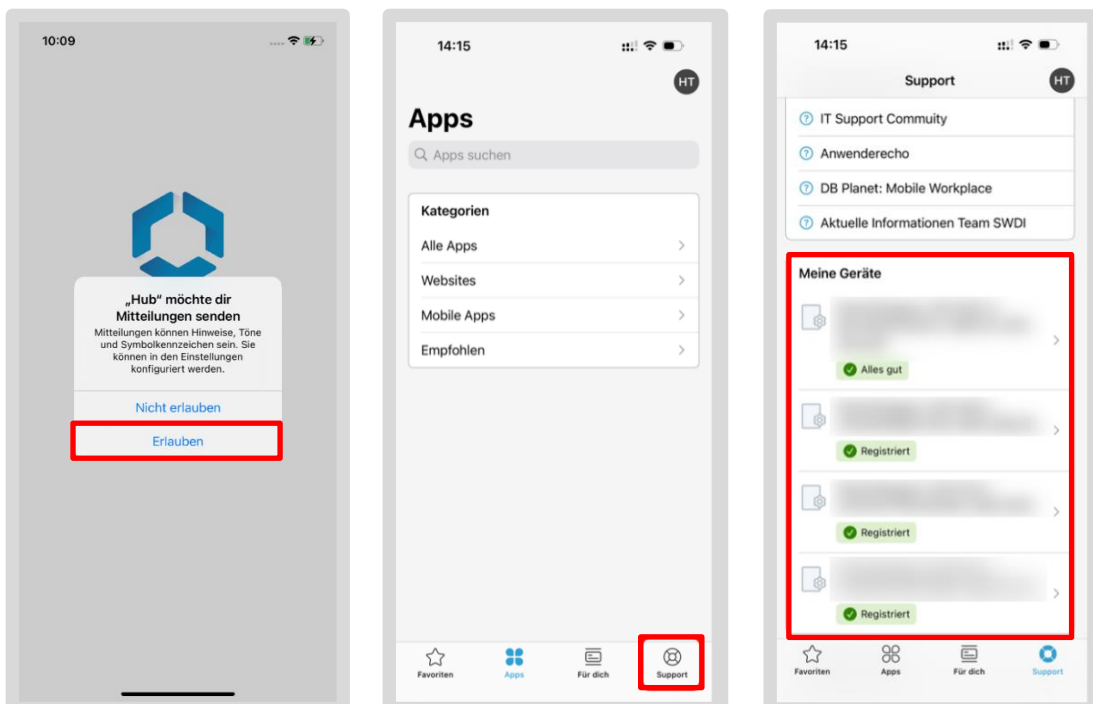 10:09
„Hub“ möchte dir
Mitteilungen senden
Mitteilungen können Hinweise, Töne
und Symbolkennzeichen sein. Sie
können in den Einstellungen
konfiguriert werden.
Nicht erlauben
Erlauben
14:15
HT
Apps
Apps suchen
Kategorien
Alle Apps
Websites
Mobile Apps
Empfohlen
Favoriten
Apps
Für dich
Support
14:15
Support
HT
IT Support Commuity
Anwenderecho
DB Planet: Mobile Workplace
Aktuelle Informationen Team SWDI
Meine Geräte
Alles gut
Registriert
Registriert
Registriert
Favoriten
Apps
Für dich
Support